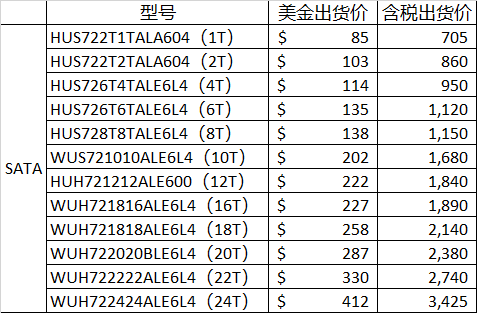 型号 美金出货价 含税出货价
HUS722T1TALA604（1T） $ 85 705
HUS722T2TALA604（2T） $ 103 860
HUS726T4TALE6L4（4T） $ 114 950
HUS726T6TALE6L4（6T） $ 135 1,120
HUS728T8TALE6L4（8T） $ 138 1,150
WUS721010ALE6L4（10T） $ 202 1,680
SATA HUH721212ALE600（12T） $ 222 1,840
WUH721816ALE6L4（16T） $ 227 1,890
WUH721818ALE6L4（18T） $ 258 2,140
WUH722020BLE6L4（20T） $ 287 2,380
WUH722222ALE6L4（22T） $ 330 2,740
WUH722424ALE6L4（24T） $ 412 3,425